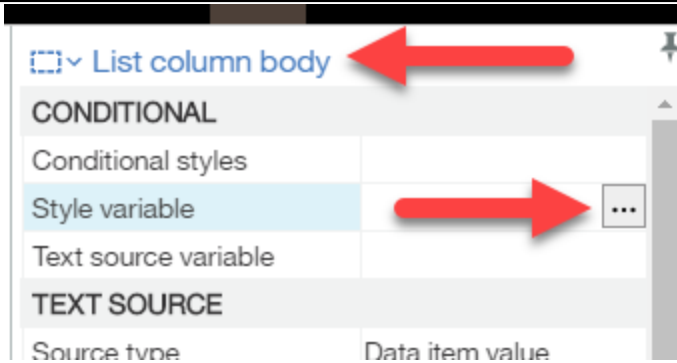 List column body
CONDITIONAL
Conditional styles
Style variable ...
Text source variable
TEXT SOURCE
Source type Data item value